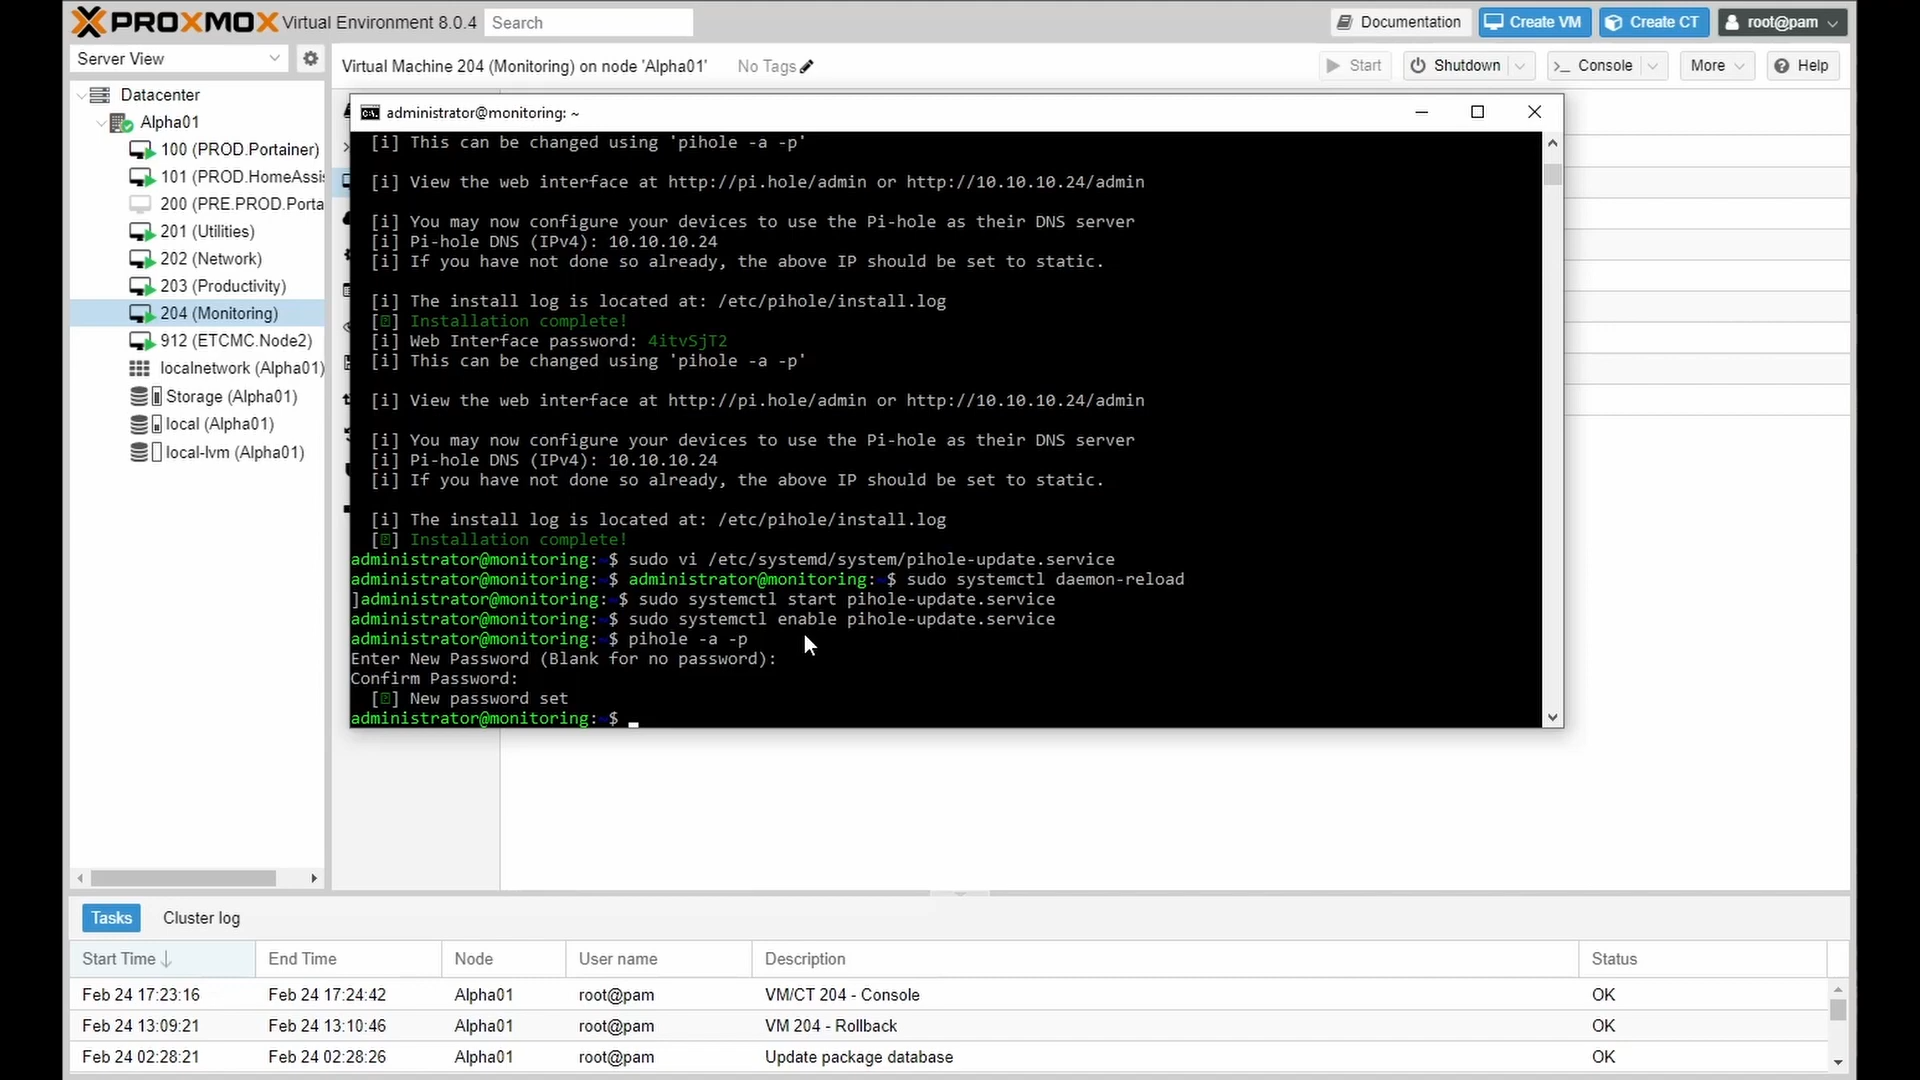 PROXMOX Virtual Environment 8.0.4 Search Documentation Create VM Create CT root@pam
Server View
Virtual Machine 204 (Monitoring) on node 'Alpha01' No Tags Start Shutdown Console More Help
Datacenter
Alpha01
100 (PROD.Portainer)
101 (PROD.HomeAssis
200 (PRE.PROD.Porta
201 (Utilities)
202 (Network)
203 (Productivity)
204 (Monitoring)
912 (ETCMC.Node2)
localnetwork (Alpha01)
Storage (Alpha01)
local (Alpha01)
local-lvm (Alpha01)
administrator@monitoring: ~
[i] This can be changed using 'pihole -a -p'
[i] View the web interface at http://pi.hole/admin or http://10.10.10.24/admin
[i] You may now configure your devices to use the Pi-hole as their DNS server
[i] Pi-hole DNS (IPv4): 10.10.10.24
[i] If you have not done so already, the above IP should be set to static.
[i] The install log is located at: /etc/pihole/install.log
[?] Installation complete!
[i] Web Interface password: 4itvSjT2
[i] This can be changed using 'pihole -a -p'
[i] View the web interface at http://pi.hole/admin or http://10.10.10.24/admin
[i] You may now configure your devices to use the Pi-hole as their DNS server
[i] Pi-hole DNS (IPv4): 10.10.10.24
[i] If you have not done so already, the above IP should be set to static.
[i] The install log is located at: /etc/pihole/install.log
[?] Installation complete!
administrator@monitoring:~$ sudo vi /etc/systemd/system/pihole-update.service
administrator@monitoring:~$ administrator@monitoring:~$ sudo systemctl daemon-reload
]administrator@monitoring:~$ sudo systemctl start pihole-update.service
administrator@monitoring:~$ sudo systemctl enable pihole-update.service
administrator@monitoring:~$ pihole -a -p
Enter New Password (Blank for no password):
Confirm Password:
[?] New password set
administrator@monitoring:~$
Tasks Cluster log
Start Time End Time Node User name Description Status
Feb 24 17:23:16 Feb 24 17:24:42 Alpha01 root@pam VM/CT 204 - Console OK
Feb 24 13:09:21 Feb 24 13:10:46 Alpha01 root@pam VM 204 - Rollback OK
Feb 24 02:28:21 Feb 24 02:28:26 Alpha01 root@pam Update package database OK